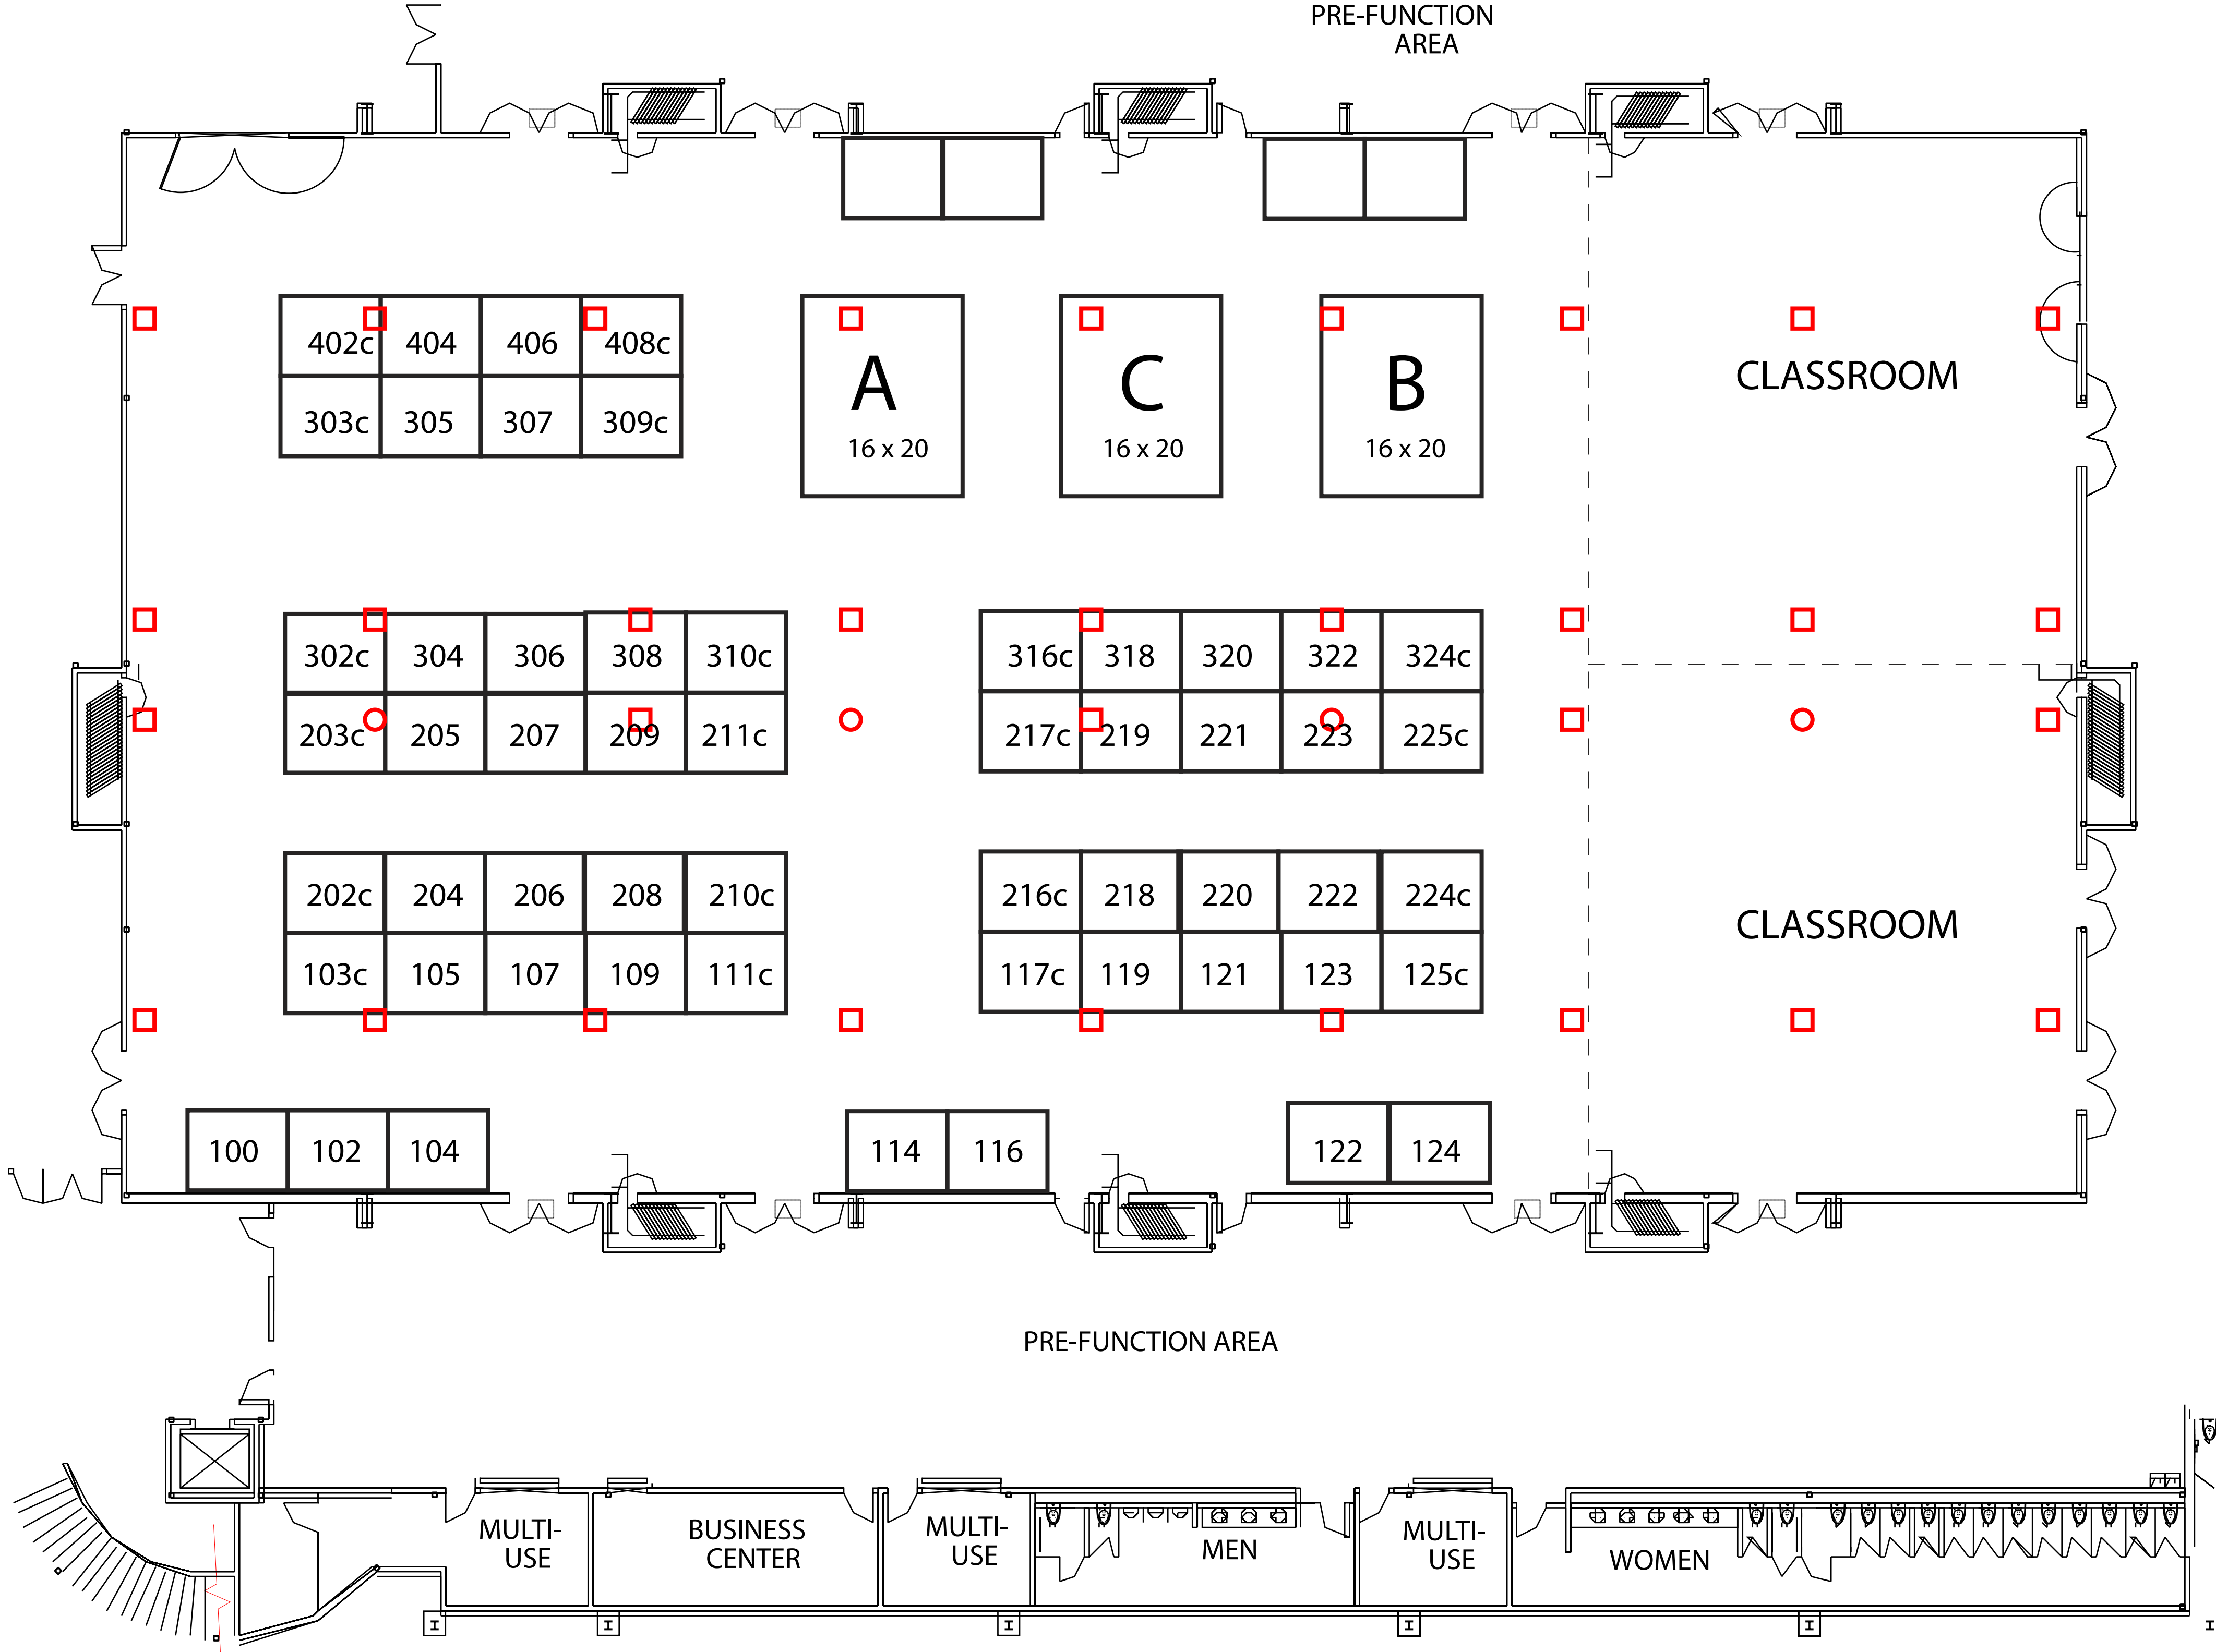 PRE-FUNCTION
AREA
402c 404 406 408c
303c 305 307 309c
A C B
16 x 20 16 x 20 16 x 20
CLASSROOM
302c 304 306 308 310c 316c 318 320 322 324c
203c 205 207 209 211c 217c 219 221 223 225c
202c 204 206 208 210c 216c 218 220 222 224c
CLASSROOM
103c 105 107 109 111c 117c 119 121 123 125c
100 102 104 114 116 122 124
PRE-FUNCTION AREA
MULTI-
USE
BUSINESS
CENTER
MULTI-
USE
MEN
MULTI-
USE
WOMEN